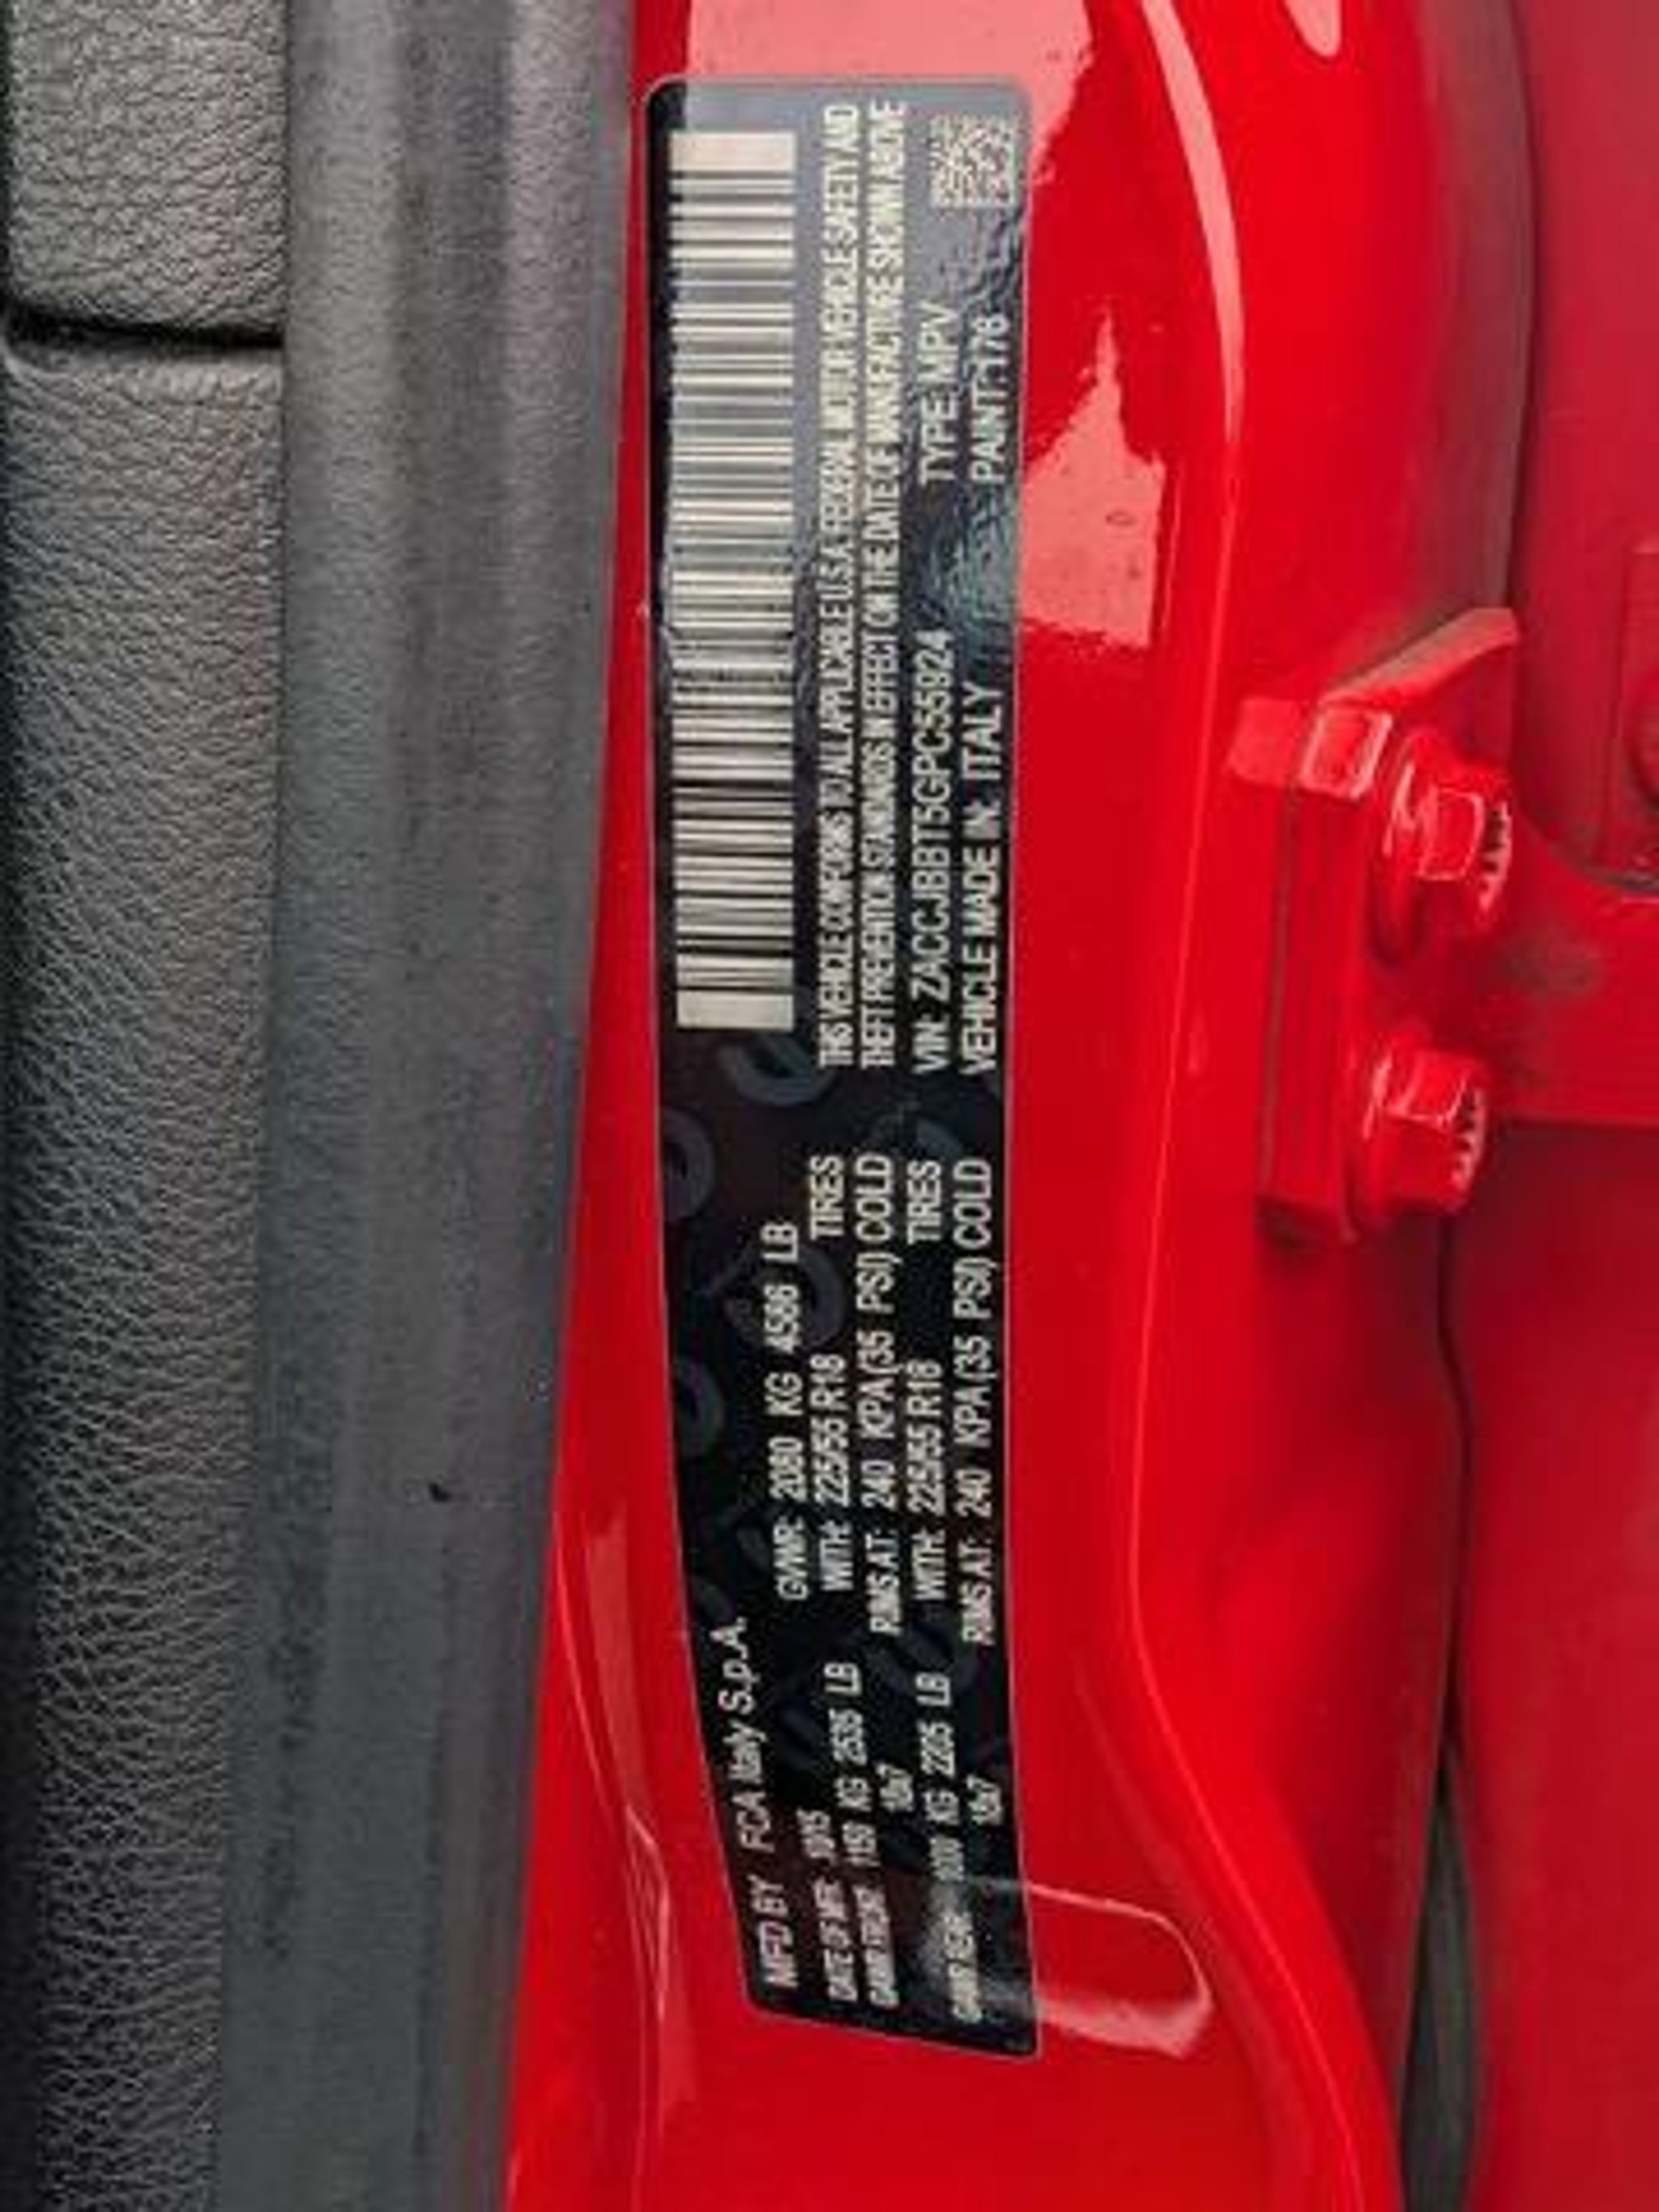 MFD BY FCA Italy S.p.A.
GVWR: 2080 KG 4586 LB
DATE OF MFR: 10/15
WITH: 225/55 R18 TIRES
GAWR FRONT: 1150 KG 2535 LB
RIMS AT: 240 KPA (35 PSI) COLD
18x7
WITH: 225/55 R18 TIRES
GAWR REAR: 1000 KG 2205 LB
RIMS AT: 240 KPA (35 PSI) COLD
18x7
THIS VEHICLE CONFORMS TO ALL APPLICABLE U.S.A. FEDERAL MOTOR VEHICLE SAFETY AND
THEFT PREVENTION STANDARDS IN EFFECT ON THE DATE OF MANUFACTURE SHOWN ABOVE
VIN: ZACCJBBT5GPC55924 TYPE: MPV
VEHICLE MADE IN: ITALY PAINT: 176